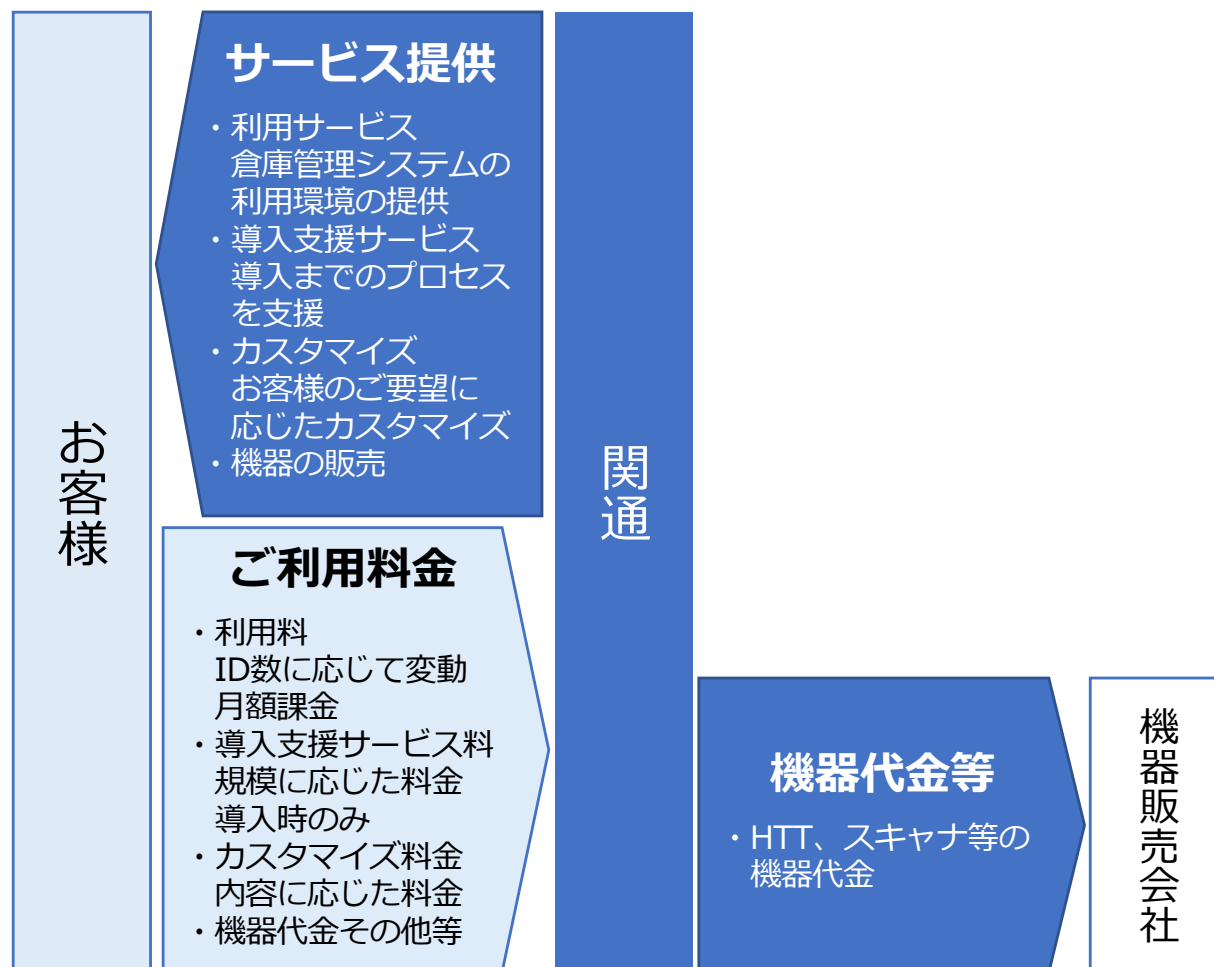 お客様
サービス提供
・利用サービス
倉庫管理システムの
利用環境の提供
・導入支援サービス
導入までのプロセス
を支援
・カスタマイズ
お客様のご要望に
応じたカスタマイズ
・機器の販売
ご利用料金
・利用料
ID数に応じて変動
月額課金
・導入支援サービス料
規模に応じた料金
導入時のみ
・カスタマイズ料金
内容に応じた料金
・機器代金その他等
関通
機器代金等
・HTT、スキャナ等の
機器代金
機器販売会社